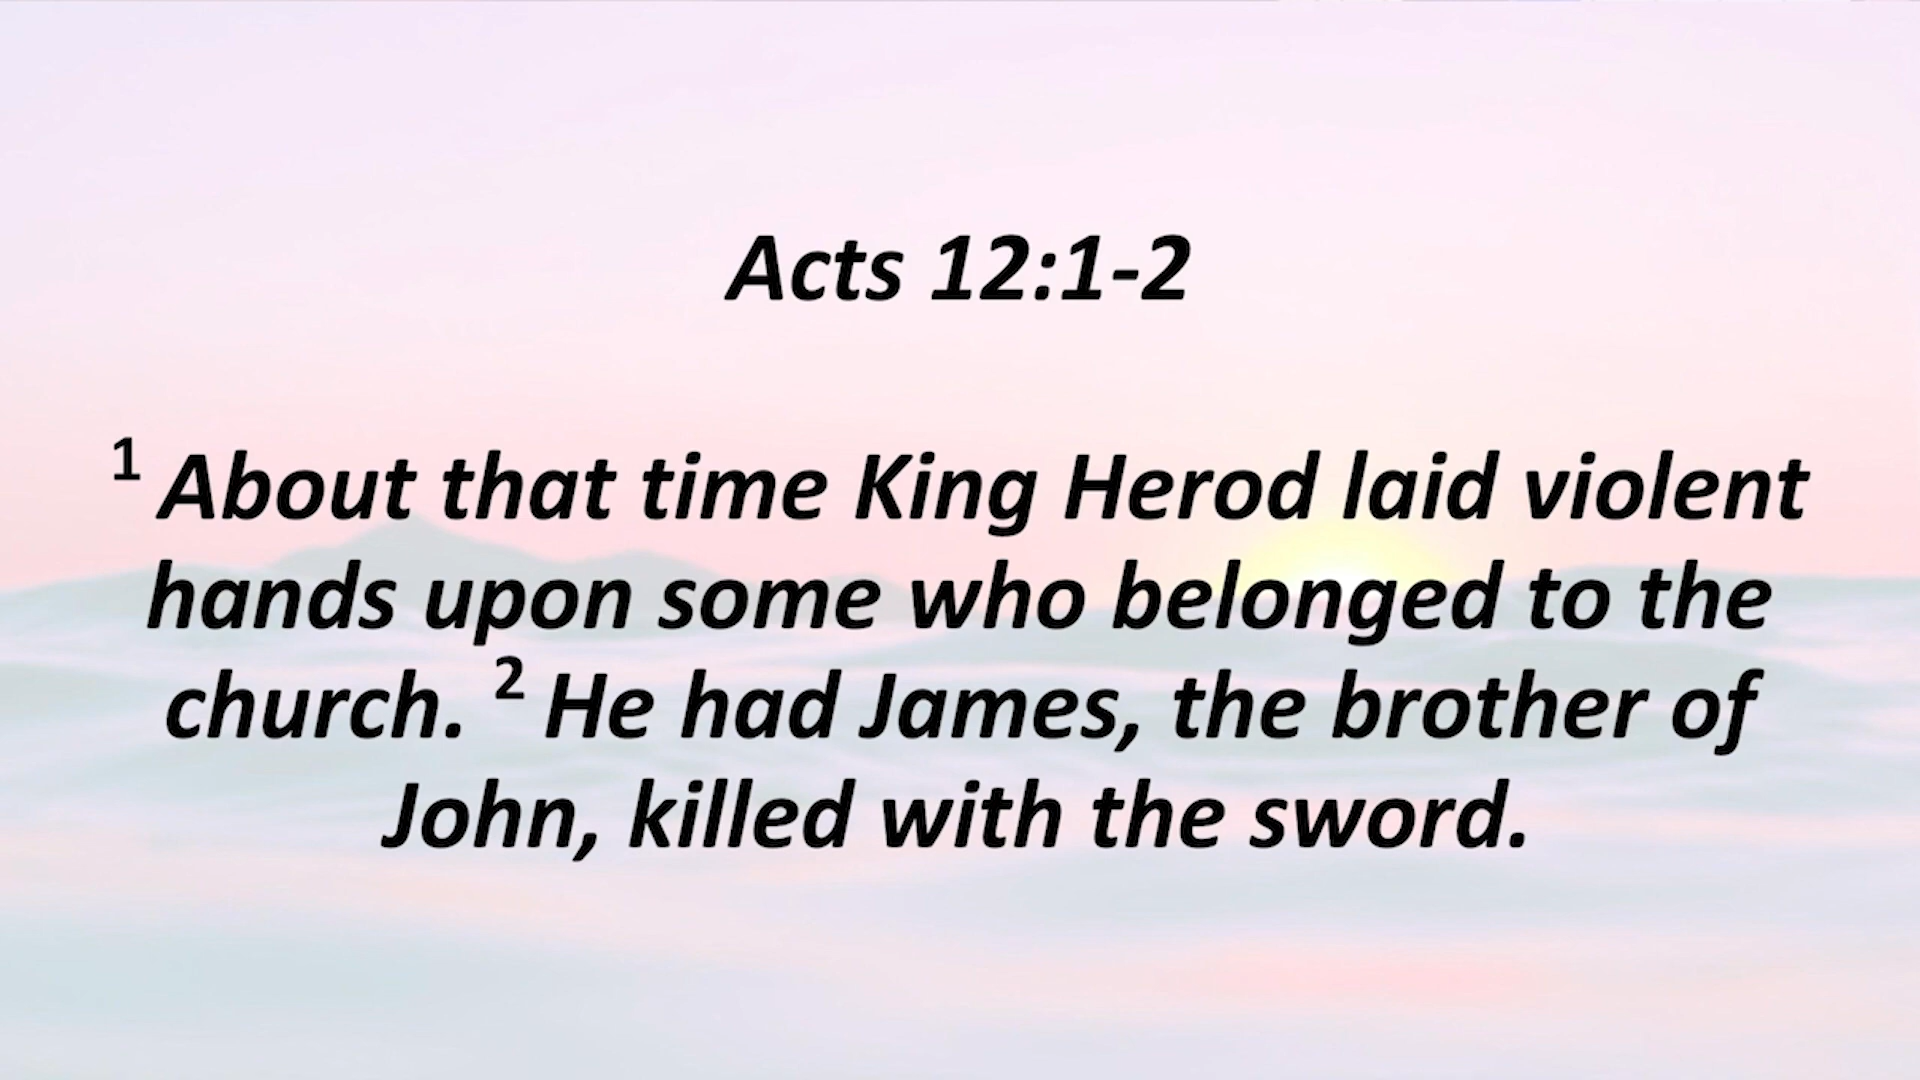 Acts 12:1-2
1 About that time King Herod laid violent
hands upon some who belonged to the
church. 2 He had James, the brother of
John, killed with the sword.